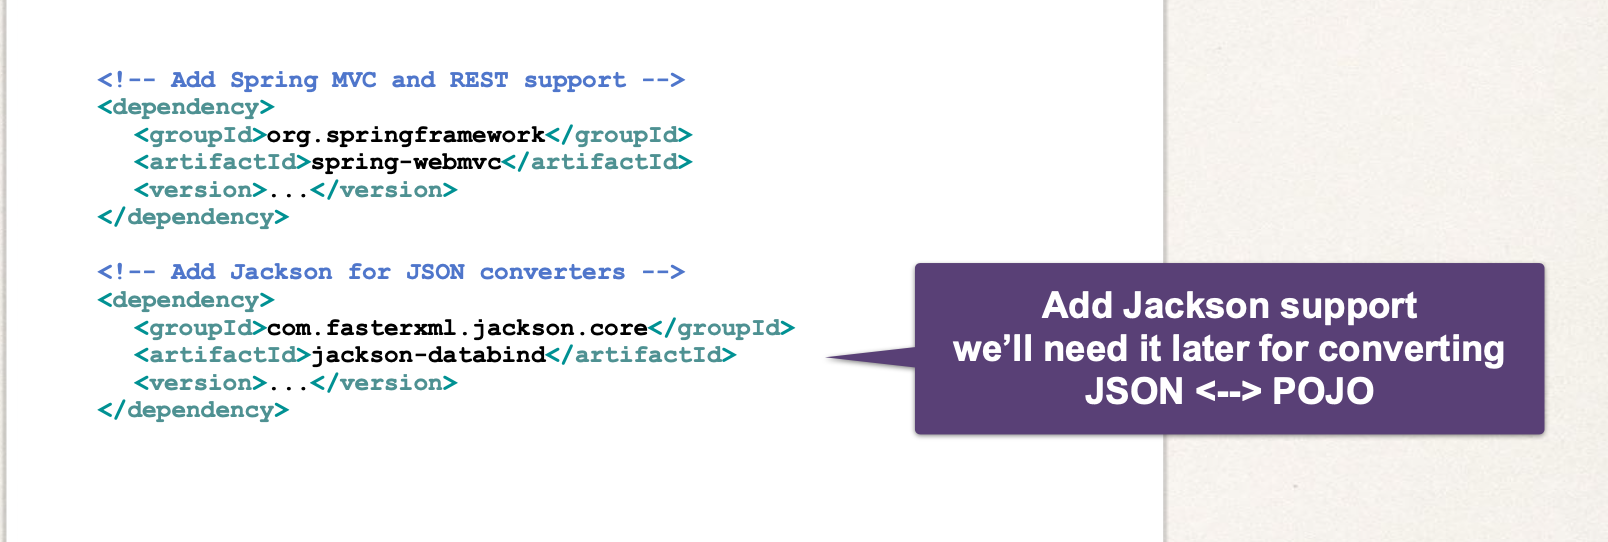 <!-- Add Spring MVC and REST support -->
<dependency>
<groupId>org.springframework</groupId>
<artifactId>spring-webmvc</artifactId>
<version>...</version>
</dependency>
<!-- Add Jackson for JSON converters -->
<dependency>
<groupId>com.fasterxml.jackson.core</groupId>
<artifactId>jackson-databind</artifactId>
<version>...</version>
</dependency>
Add Jackson support
we’ll need it later for converting
JSON <--> POJO